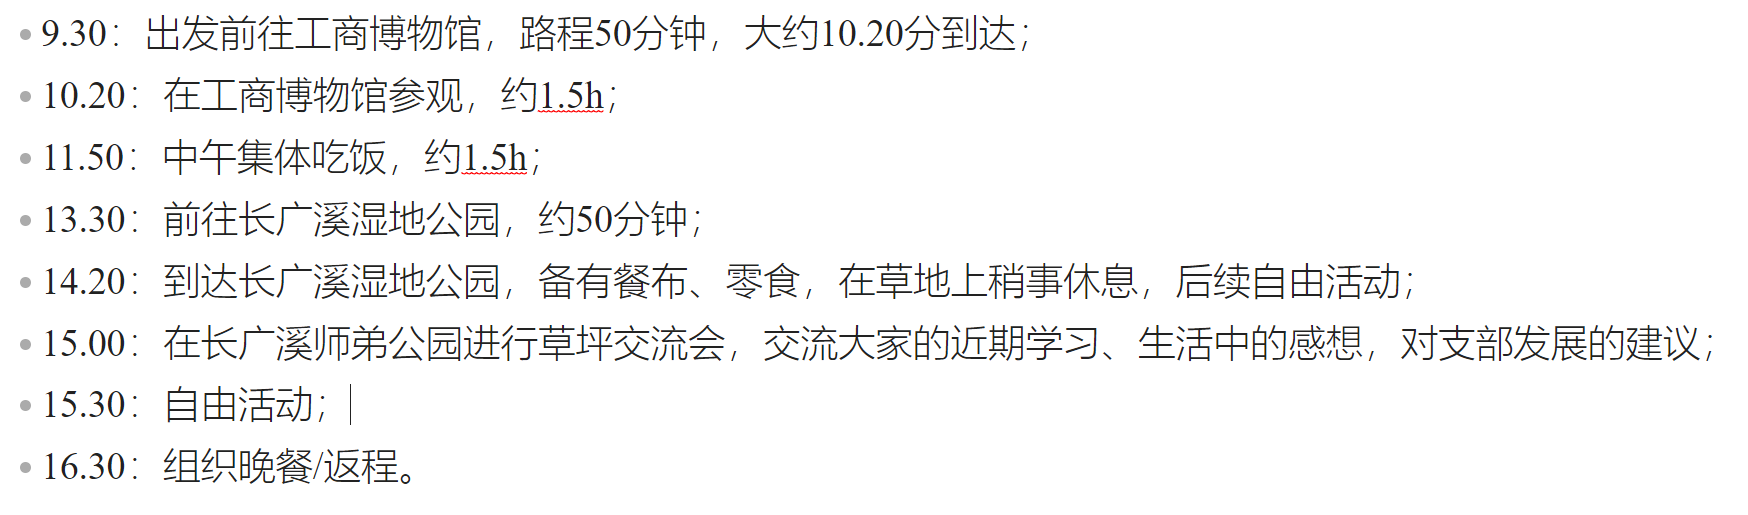 9.30：出发前往工商博物馆，路程50分钟，大约10.20分到达；
10.20：在工商博物馆参观，约1.5h；
11.50：中午集体吃饭，约1.5h；
13.30：前往长广溪湿地公园，约50分钟；
14.20：到达长广溪湿地公园，备有餐布、零食，在草地上稍事休息，后续自由活动；
15.00：在长广溪师弟公园进行草坪交流会，交流大家的近期学习、生活中的感想，对支部发展的建议；
15.30：自由活动；
16.30：组织晚餐/返程。